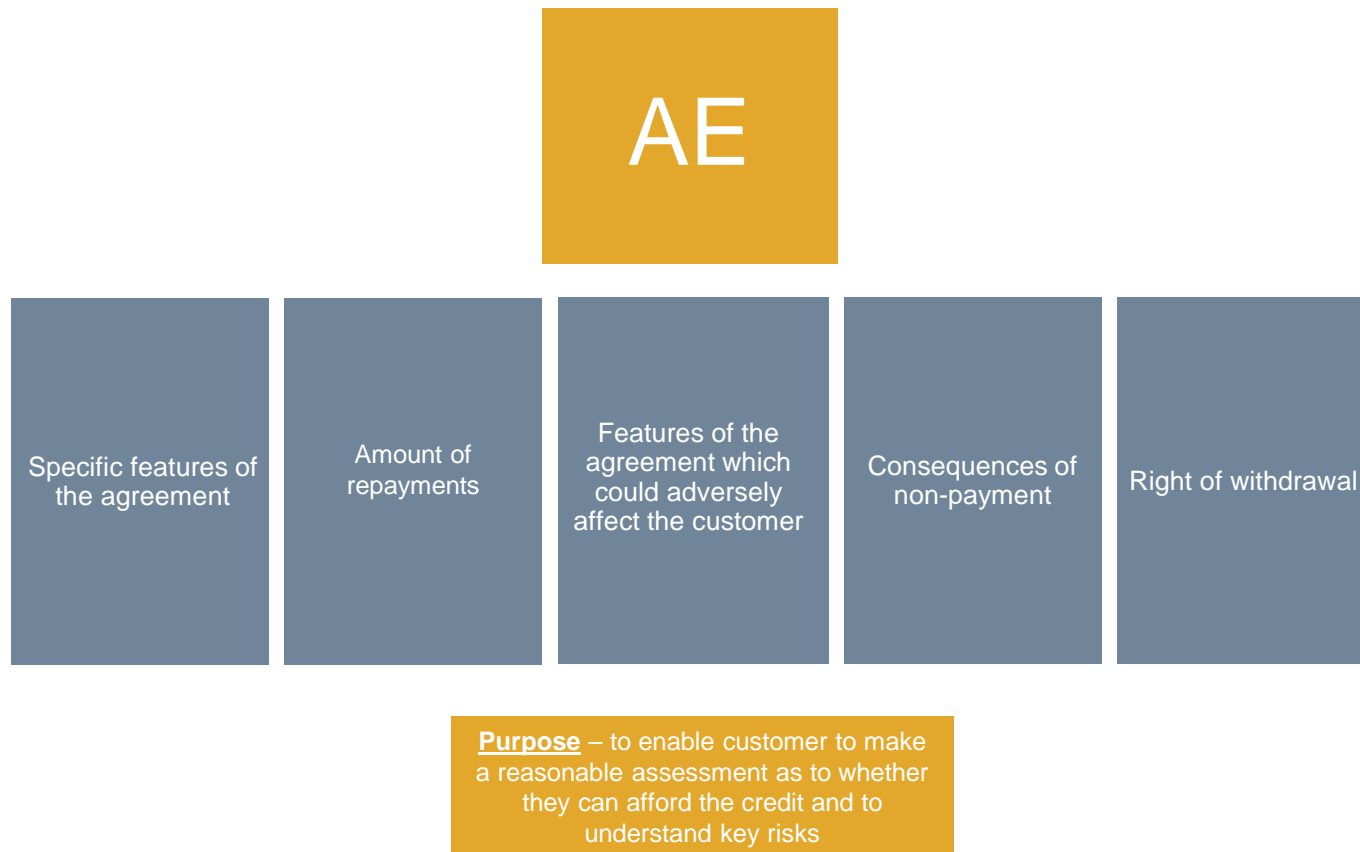 AE
Specific features of
the agreement
Amount of
repayments
Features of the
agreement which
could adversely
affect the customer
Consequences of
non-payment
Right of withdrawal
Purpose – to enable customer to make
a reasonable assessment as to whether
they can afford the credit and to
understand key risks